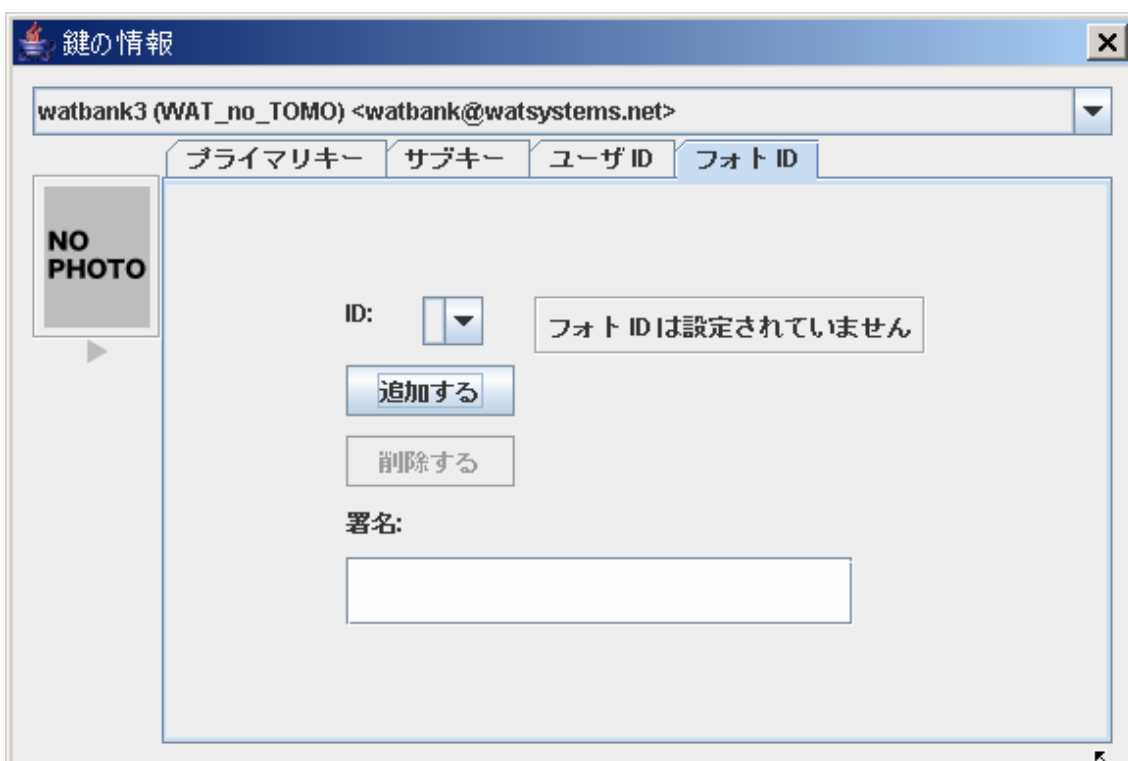 鍵の情報
watbank3 (WAT_no_TOMO) <watbank@watsystems.net>
プライマリキー サブキー ユーザ ID フォト ID
NO
PHOTO
ID: フォト ID は設定されていません
追加する
削除する
署名: